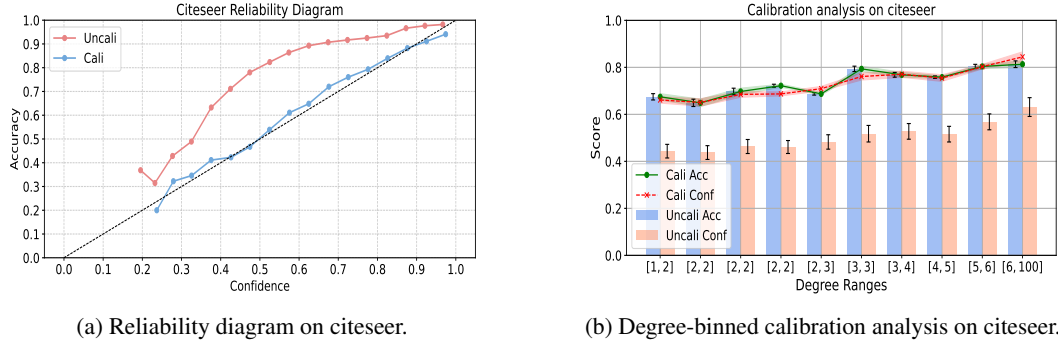 Citeseer Reliability Diagram
1.0
0.9
0.8
0.7
0.6
0.5
0.4
0.3
0.2
0.1
0.0
Accuracy
Uncali
Cali
0.0 0.1 0.2 0.3 0.4 0.5 0.6 0.7 0.8 0.9 1.0
Confidence
(a) Reliability diagram on citeseer.
Calibration analysis on citeseer
1.0
0.8
0.6
0.4
0.2
0.0
Score
Cali Acc
Cali Conf
Uncali Acc
Uncali Conf
[1, 2] [2, 2] [2, 2] [2, 2] [2, 3] [3, 3] [3, 4] [4, 5] [5, 6] [6, 100]
Degree Ranges
(b) Degree-binned calibration analysis on citeseer.